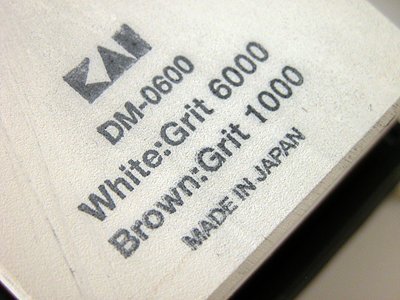 KAI
DM-0600
White:Grit 6000
Brown:Grit 1000
MADE IN JAPAN